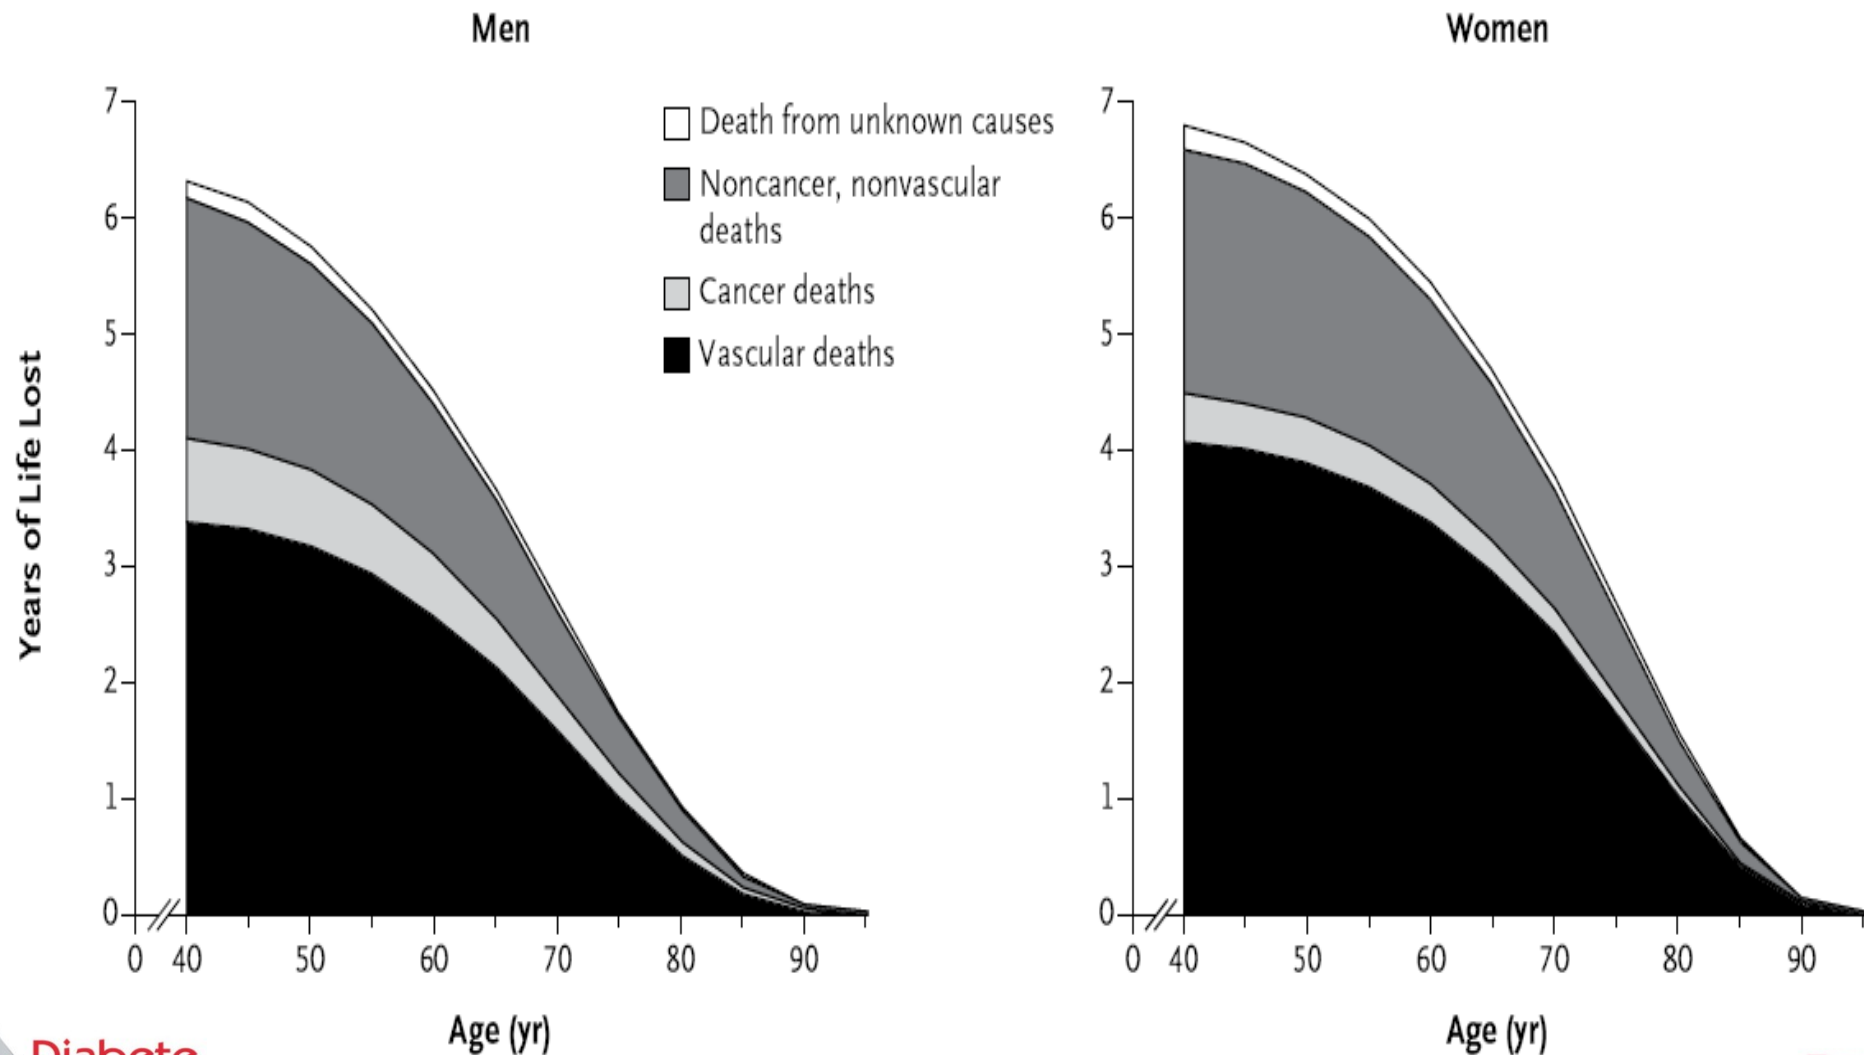 Men
Women
7
6
5
4
3
2
1
0
Years of Life Lost
Death from unknown causes
Noncancer, nonvascular
deaths
Cancer deaths
Vascular deaths
7
6
5
4
3
2
1
0
0 40 50 60 70 80 90
0 40 50 60 70 80 90
Age (yr)
Age (yr)
Diabete